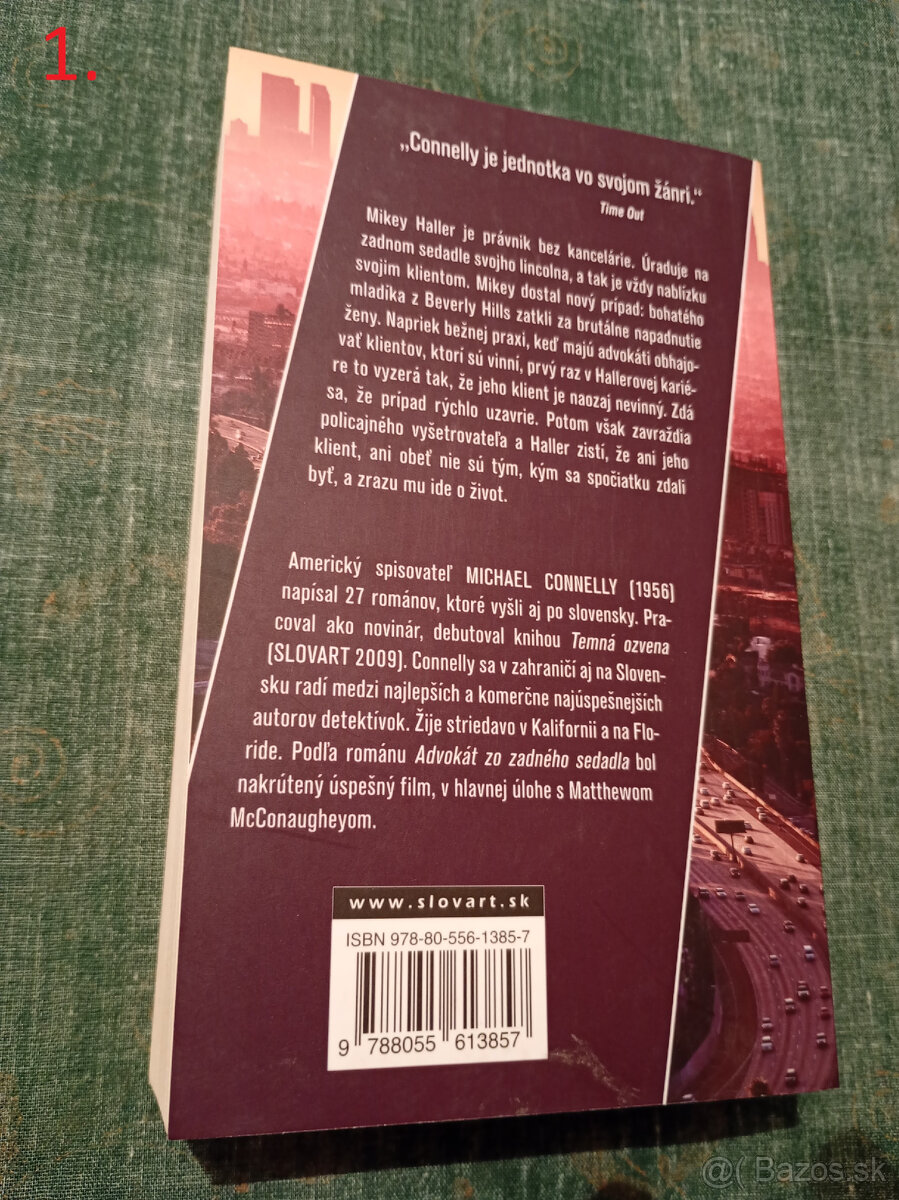 1.
„Connelly je jednotka vo svojom žánri.“
Time Out
Mikey Haller je právnik bez kancelárie. Úraduje na
zadnom sedadle svojho lincolna, a tak je vždy nablízku
svojim klientom. Mikey dostal nový prípad: bohatého
mladíka z Beverly Hills zatkli za brutálne napadnutie
ženy. Napriek bežnej praxi, keď majú advokáti obhajo-
vať klientov, ktorí sú vinní, prvý raz v Hallerovej karié-
re to vyzerá tak, že jeho klient je naozaj nevinný. Zdá
sa, že prípad rýchlo uzavrie. Potom však zavraždia
policajného vyšetrovateľa a Haller zistí, že ani jeho
klient, ani obeť nie sú tým, kým sa spočiatku zdali
byť, a zrazu mu ide o život.
Americký spisovateľ MICHAEL CONNELLY (1956)
napísal 27 románov, ktoré vyšli aj po slovensky. Pra-
coval ako novinár, debutoval knihou Temná ozvena
(SLOVART 2009). Connelly sa v zahraničí aj na Sloven-
sku radí medzi najlepších a komerčne najúspešnejších
autorov detektívok. Žije striedavo v Kalifornii a na Flo-
ride. Podľa románu Advokát zo zadného sedadla bol
nakrútený úspešný film, v hlavnej úlohe s Matthewom
McConaugheyom.
www.slovart.sk
ISBN 978-80-556-1385-7
9 788055 613857
@( Bazos.sk